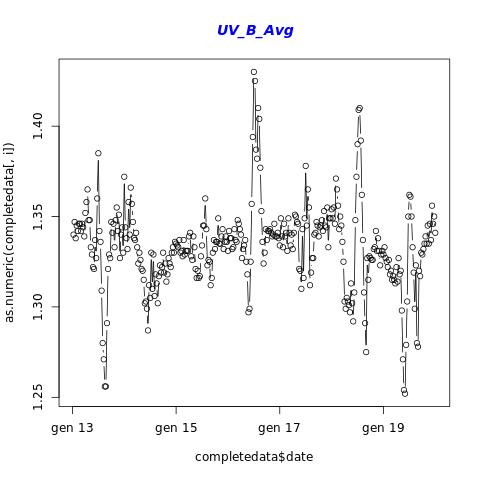 UV_B_Avg
as.numeric(completedata[, i])
1.40
1.35
1.30
1.25
gen 13
gen 15
gen 17
gen 19
completedata$date